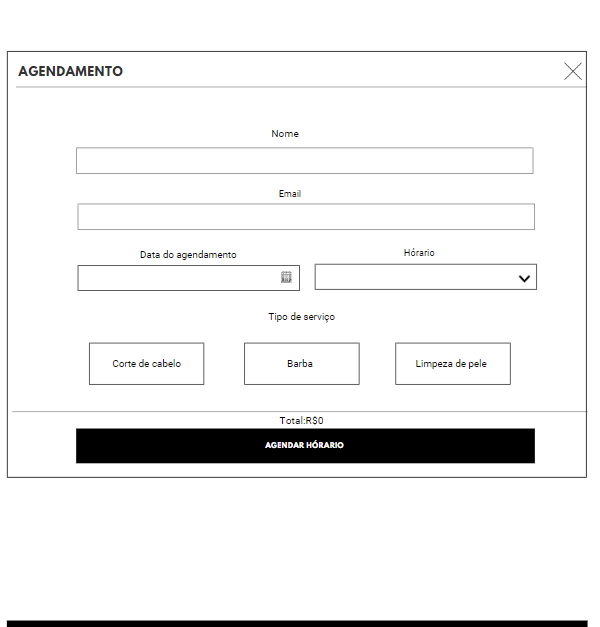 AGENDAMENTO
Nome
Email
Data do agendamento
Hórario
Tipo de serviço
Corte de cabelo
Barba
Limpeza de pele
Total:R$0
AGENDAR HÓRARIO